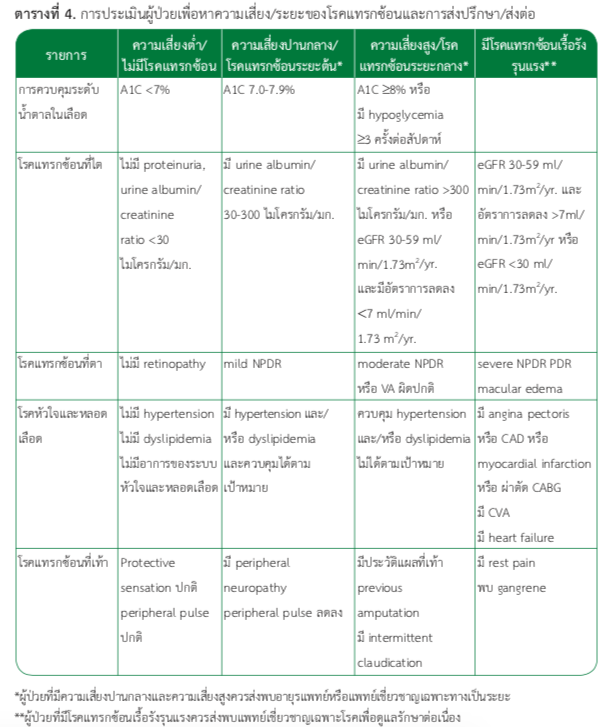 ตารางที่ 4. การประเมินผู้ป่วยเพื่อหาความเสี่ยง/ระยะของโรคแทรกซ้อนและการส่งปรึกษา/ส่งต่อ
รายการ
ความเสี่ยงต่ำ/
ไม่มีโรคแทรกซ้อน
ความเสี่ยงปานกลาง/
โรคแทรกซ้อนระยะต้น*
ความเสี่ยงสูง/โรค
แทรกซ้อนระยะกลาง*
มีโรคแทรกซ้อนเรื้อรัง
รุนแรง**
การควบคุมระดับ
น้ำตาลในเลือด
A1C <7%
A1C 7.0-7.9%
A1C ≥8% หรือ
มี hypoglycemia
≥3 ครั้งต่อสัปดาห์
โรคแทรกซ้อนที่ไต
ไม่มี proteinuria,
urine albumin/
creatinine
ratio <30
ไมโครกรัม/มก.
มี urine albumin/
creatinine ratio
30-300 ไมโครกรัม/มก.
มี urine albumin/
creatinine ratio >300
ไมโครกรัม/มก. หรือ
eGFR 30-59 ml/
min/1.73m²/yr.
และมีอัตราการลดลง
<7 ml/min/
1.73 m²/yr.
eGFR 30-59 ml/
min/1.73m²/yr. และ
อัตราการลดลง >7ml/
min/1.73m²/yr หรือ
eGFR <30 ml/
min/1.73m²/yr.
โรคแทรกซ้อนที่ตา
ไม่มี retinopathy
mild NPDR
moderate NPDR
หรือ VA ผิดปกติ
severe NPDR PDR
macular edema
โรคหัวใจและหลอด
เลือด
ไม่มี hypertension
ไม่มี dyslipidemia
ไม่มีอาการของระบบ
หัวใจและหลอดเลือด
มี hypertension และ/
หรือ dyslipidemia
และควบคุมได้ตาม
เป้าหมาย
ควบคุม hypertension
และ/หรือ dyslipidemia
ไม่ได้ตามเป้าหมาย
มี angina pectoris
หรือ CAD หรือ
myocardial infarction
หรือ ผ่าตัด CABG
มี CVA
มี heart failure
โรคแทรกซ้อนที่เท้า
Protective
sensation ปกติ
peripheral pulse
ปกติ
มี peripheral
neuropathy
peripheral pulse ลดลง
มีประวัติแผลที่เท้า
previous
amputation
มี intermittent
claudication
มี rest pain
พบ gangrene
*ผู้ป่วยที่มีความเสี่ยงปานกลางและความเสี่ยงสูงควรส่งพบอายุรแพทย์หรือแพทย์เชี่ยวชาญเฉพาะทางเป็นระยะ
**ผู้ป่วยที่มีโรคแทรกซ้อนเรื้อรังรุนแรงควรส่งพบแพทย์เชี่ยวชาญเฉพาะโรคเพื่อดูแลรักษาต่อเนื่อง